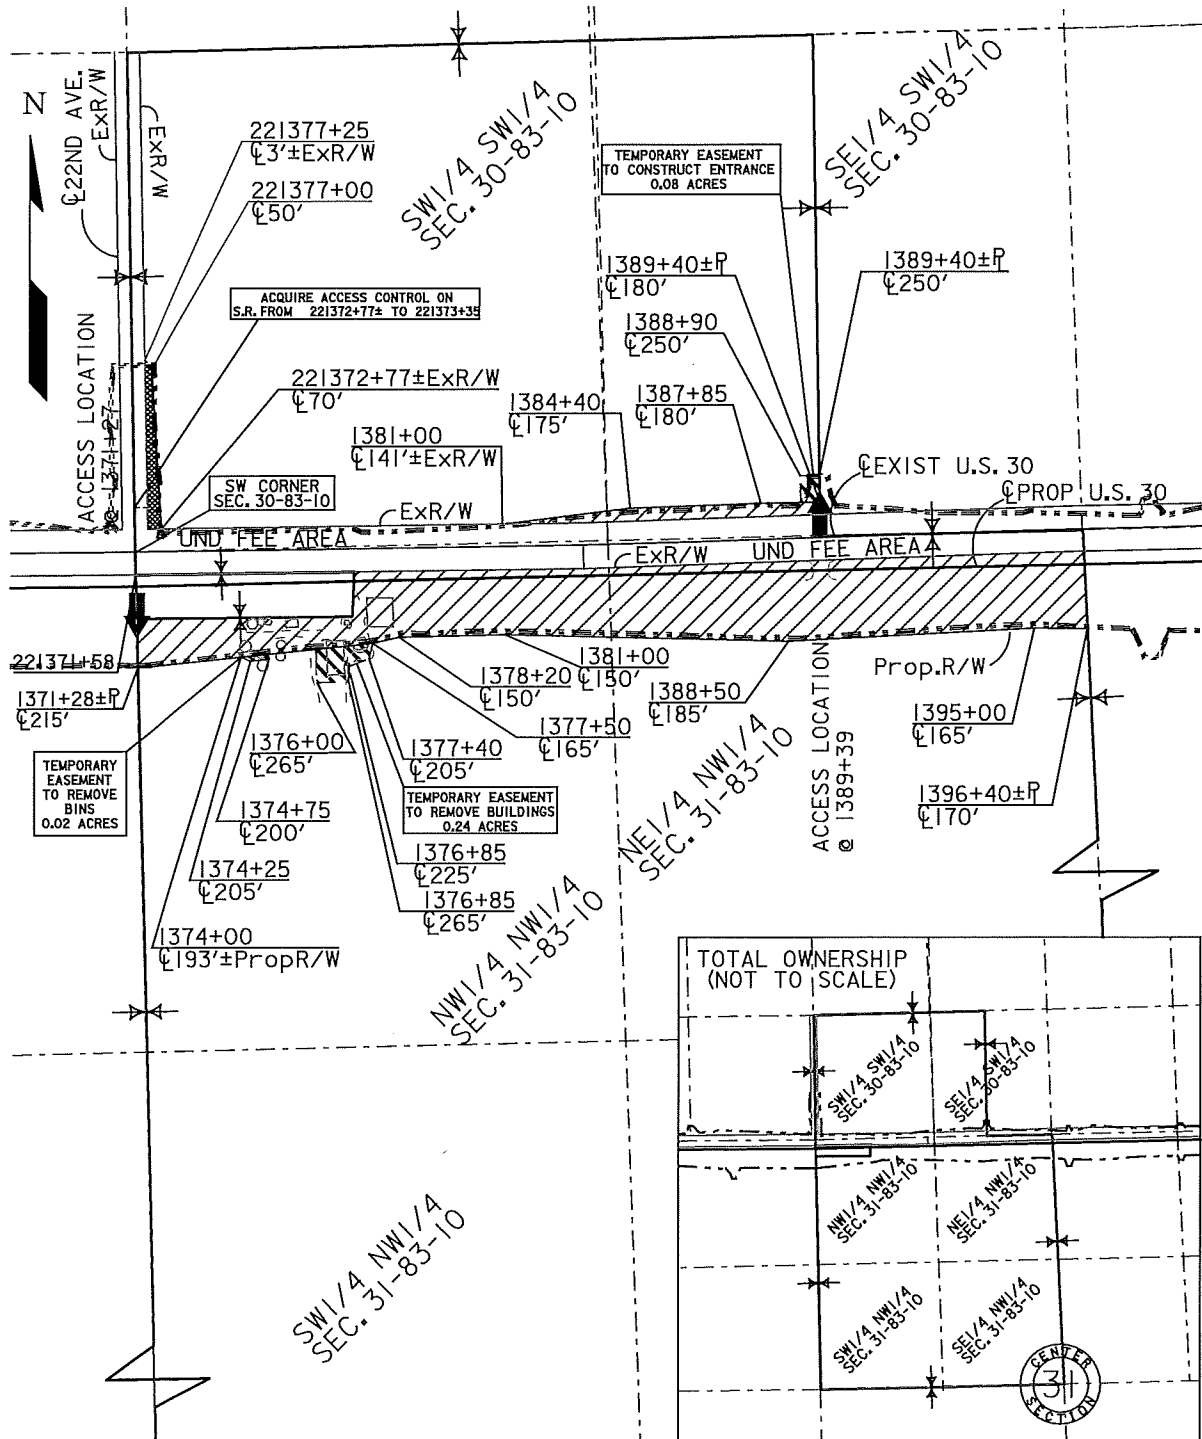 N
℄22ND AVE.
ExR/W
ExR/W
221377+25
℄3'±ExR/W
221377+00
℄50'
SW1/4 SW1/4
SEC. 30-83-10
TEMPORARY EASEMENT
TO CONSTRUCT ENTRANCE
0.08 ACRES
SE1/4 SW1/4
SEC. 30-83-10
ACQUIRE ACCESS CONTROL ON
S.R. FROM 221372+77± TO 221373+35
1389+40±P
℄180'
1389+40±P
℄250'
1388+90
℄250'
ACCESS LOCATION
@ 1371+27
221372+77±ExR/W
℄70'
1384+40
℄175'
1387+85
℄180'
1381+00
℄141'±ExR/W
SW CORNER
SEC. 30-83-10
℄EXIST U.S. 30
℄PROP U.S. 30
ExR/W
UND FEE AREA
ExR/W
UND FEE AREA
221371+58
1371+28±P
℄215'
1378+20
℄150'
1381+00
℄150'
1388+50
℄185'
Prop.R/W
1395+00
℄165'
1396+40±P
℄170'
1377+50
℄165'
1376+00
℄265'
1377+40
℄205'
ACCESS LOCATION
@ 1389+39
TEMPORARY
EASEMENT
TO REMOVE
BINS
0.02 ACRES
TEMPORARY EASEMENT
TO REMOVE BUILDINGS
0.24 ACRES
1374+75
℄200'
1376+85
℄225'
1374+25
℄205'
1376+85
℄265'
1374+00
℄193'±PropR/W
NE1/4 NW1/4
SEC. 31-83-10
NW1/4 NW1/4
SEC. 31-83-10
SW1/4 NW1/4
SEC. 31-83-10
TOTAL OWNERSHIP
(NOT TO SCALE)
SW1/4 SW1/4
SEC. 30-83-10
SE1/4 SW1/4
SEC. 30-83-10
NW1/4 NW1/4
SEC. 31-83-10
NE1/4 NW1/4
SEC. 31-83-10
SW1/4 NW1/4
SEC. 31-83-10
SE1/4 NW1/4
SEC. 31-83-10
CENTER
31
SECTION